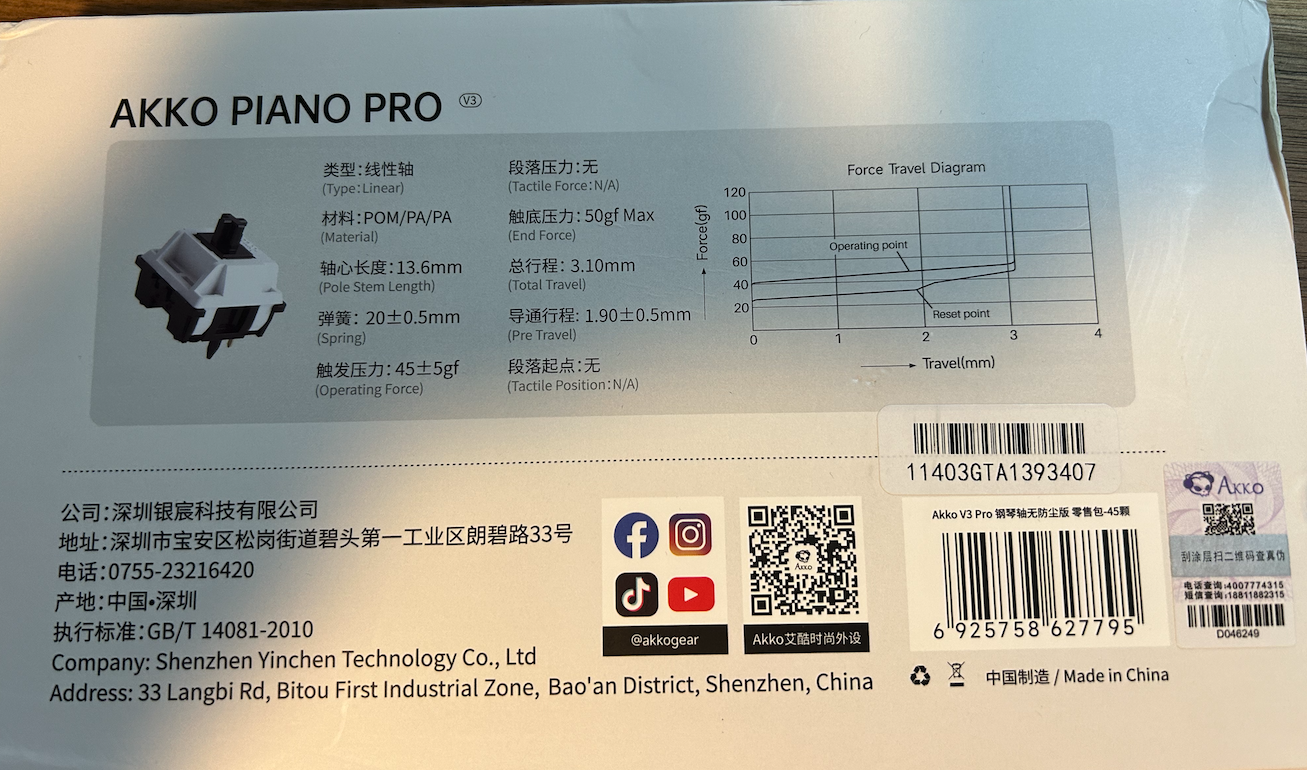 AKKO PIANO PRO V3
类型:线性轴
(Type:Linear)
材料:POM/PA/PA
(Material)
轴心长度:13.6mm
(Pole Stem Length)
弹簧: 20±0.5mm
(Spring)
触发压力:45±5gf
(Operating Force)
段落压力:无
(Tactile Force:N/A)
触底压力:50gf Max
(End Force)
总行程: 3.10mm
(Total Travel)
导通行程: 1.90±0.5mm
(Pre Travel)
段落起点:无
(Tactile Position:N/A)
Force Travel Diagram
Force(gf)
120
100
80
60
40
20
Operating point
Reset point
0 1 2 3 4
Travel(mm)
11403GTA1393407
公司:深圳银宸科技有限公司
地址:深圳市宝安区松岗街道碧头第一工业区朗碧路33号
电话:0755-23216420
产地:中国•深圳
执行标准:GB/T 14081-2010
Company: Shenzhen Yinchen Technology Co., Ltd
Address: 33 Langbi Rd, Bitou First Industrial Zone, Bao'an District, Shenzhen, China
@akkogear
Akko
Akko艾酷时尚外设
Akko V3 Pro 钢琴轴无防尘版 零售包-45颗
6 925758 627795
中国制造 / Made in China
AKKO
刮涂层扫二维码查真伪
电话查询:4007774315
短信查询:18811882315
D046249